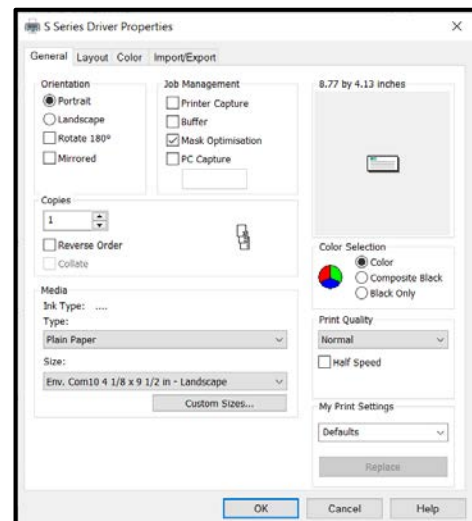 S Series Driver Properties
General Layout Color Import/Export
Orientation
Portrait
Landscape
Rotate 180º
Mirrored
Job Management
Printer Capture
Buffer
Mask Optimisation
PC Capture
8.77 by 4.13 inches
Copies
1
Reverse Order
Collate
Color Selection
Color
Composite Black
Black Only
Media
Ink Type: ....
Type:
Plain Paper
Size:
Env. Com10 4 1/8 x 9 1/2 in - Landscape
Custom Sizes...
Print Quality
Normal
Half Speed
My Print Settings
Defaults
Replace
OK Cancel Help